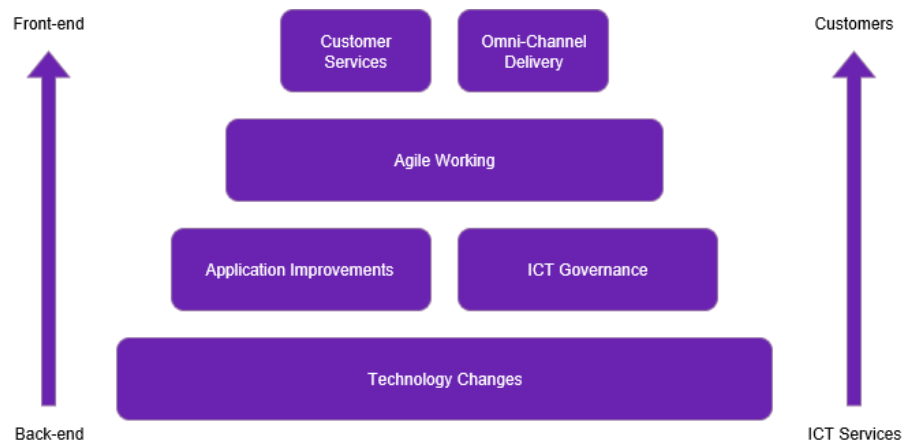 Front-end
Customers
Customer
Services
Omni-Channel
Delivery
Agile Working
Application Improvements
ICT Governance
Technology Changes
Back-end
ICT Services